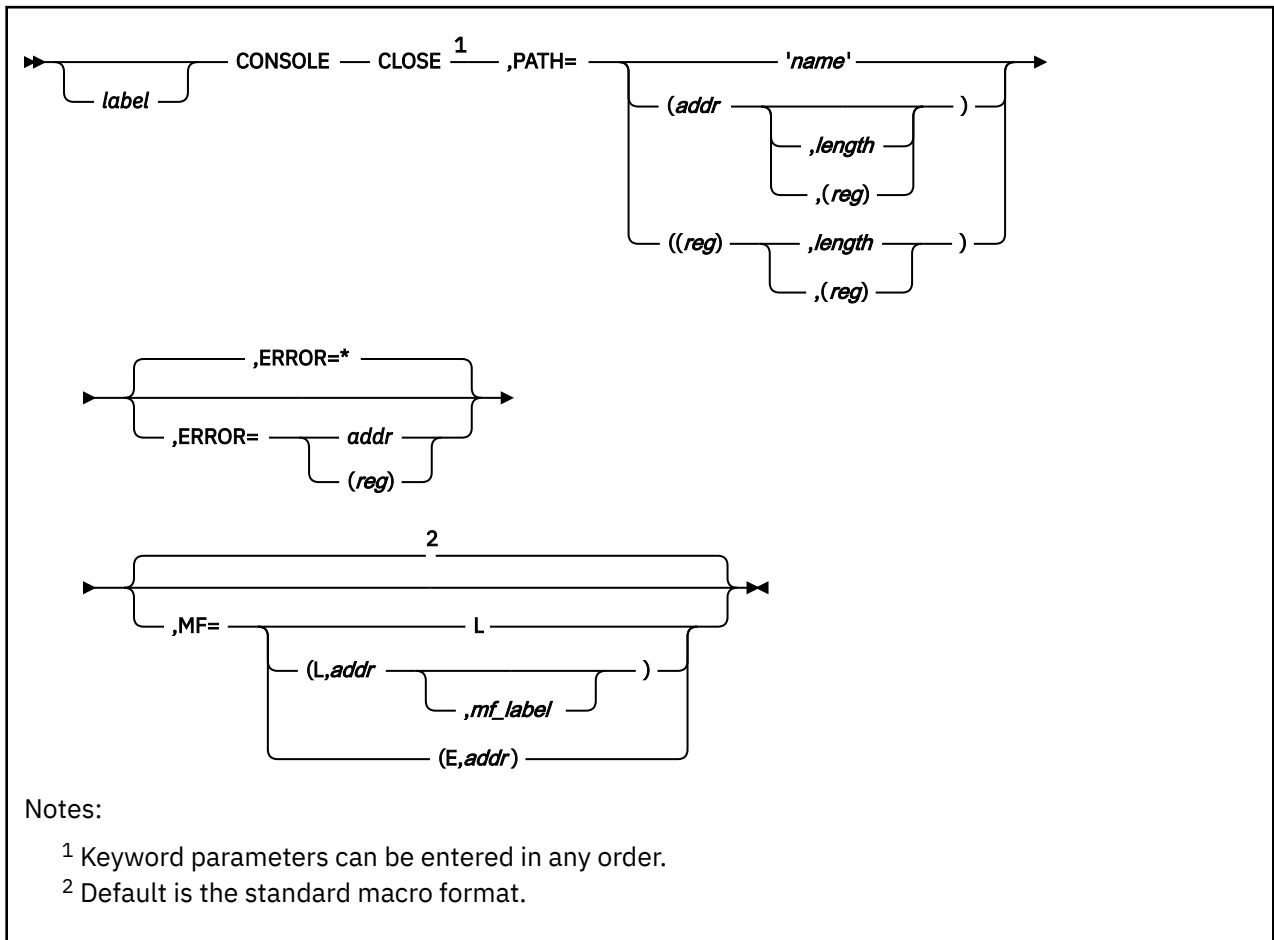 1
label CONSOLE CLOSE ,PATH= 'name'
(addr ,length )
,(reg)
((reg) ,length )
,(reg)
,ERROR=*
,ERROR= addr
(reg)
2
,MF= L
(L,addr )
,mf_label
(E,addr)
Notes:
1 Keyword parameters can be entered in any order.
2 Default is the standard macro format.